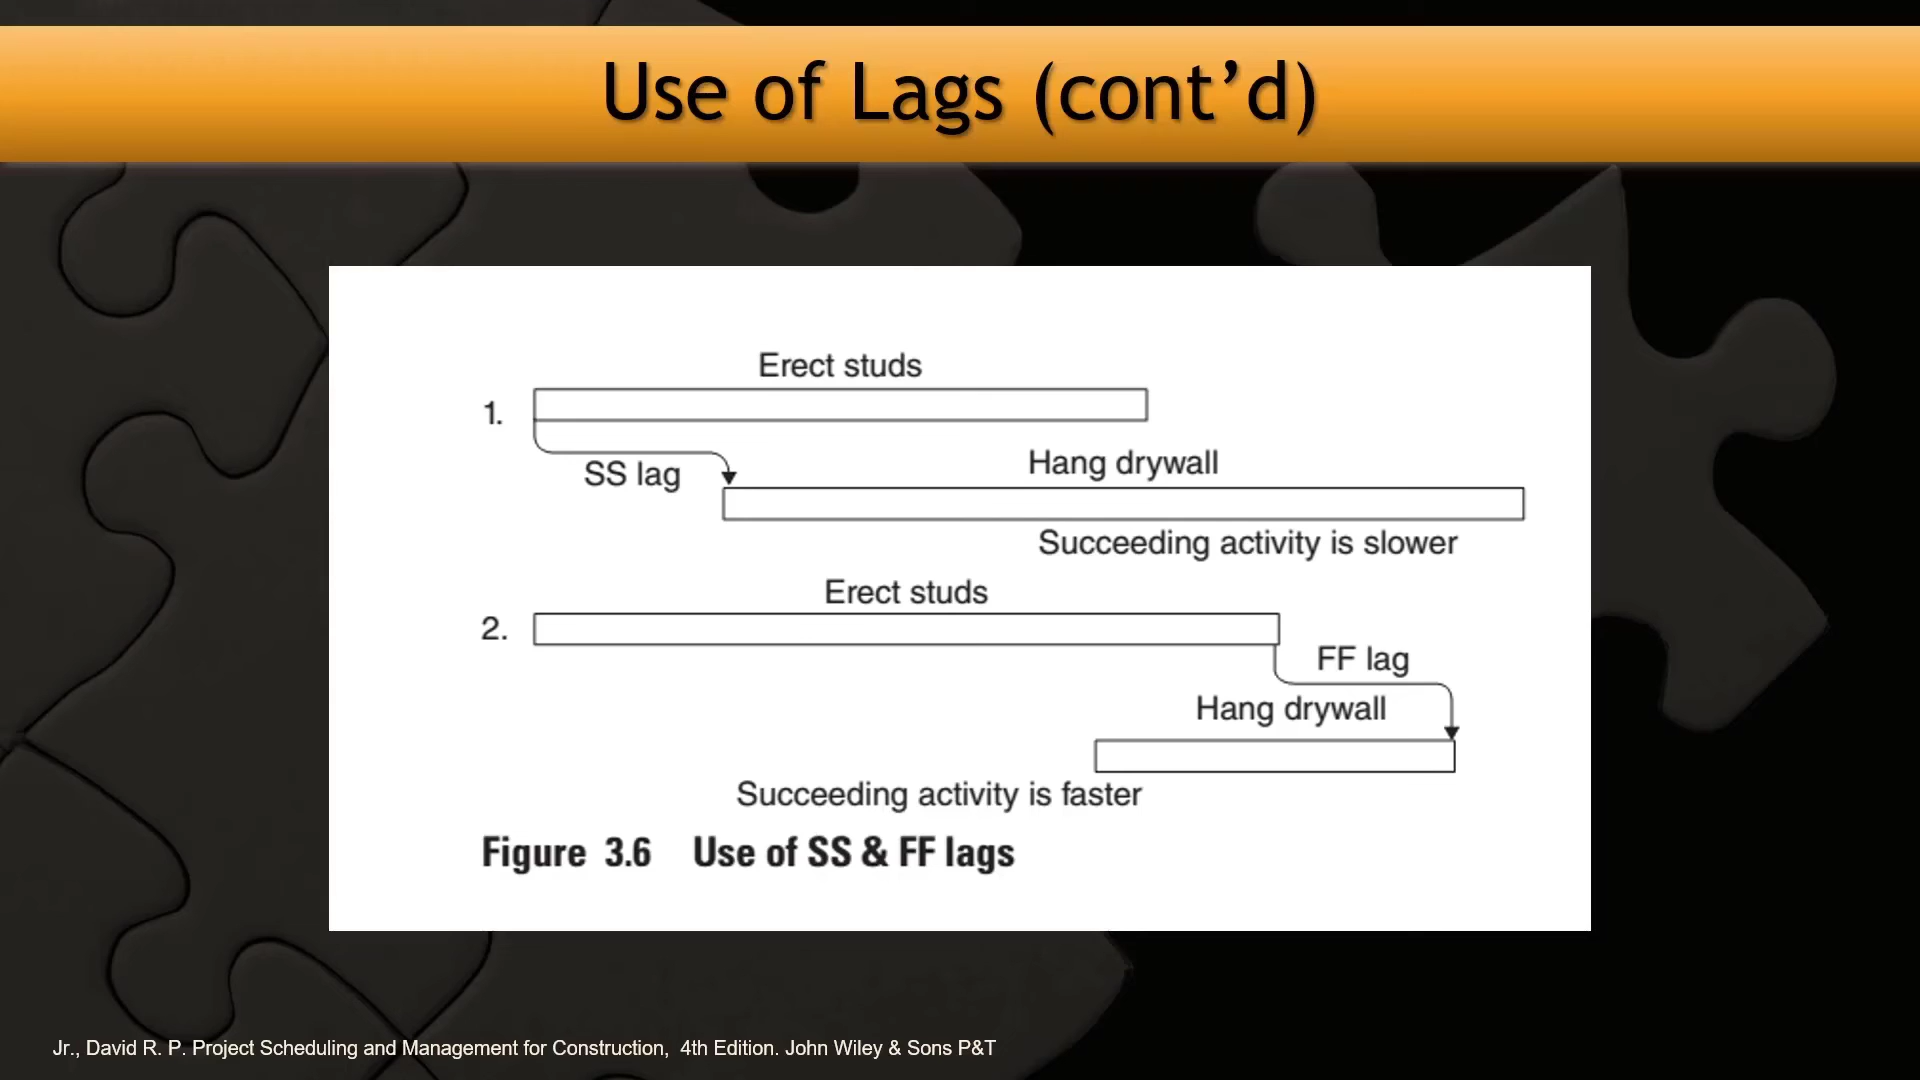 Use of Lags (cont’d)
Erect studs
1.
SS lag
Hang drywall
Succeeding activity is slower
Erect studs
2.
FF lag
Hang drywall
Succeeding activity is faster
Figure 3.6 Use of SS & FF lags
Jr., David R. P. Project Scheduling and Management for Construction, 4th Edition. John Wiley & Sons P&T